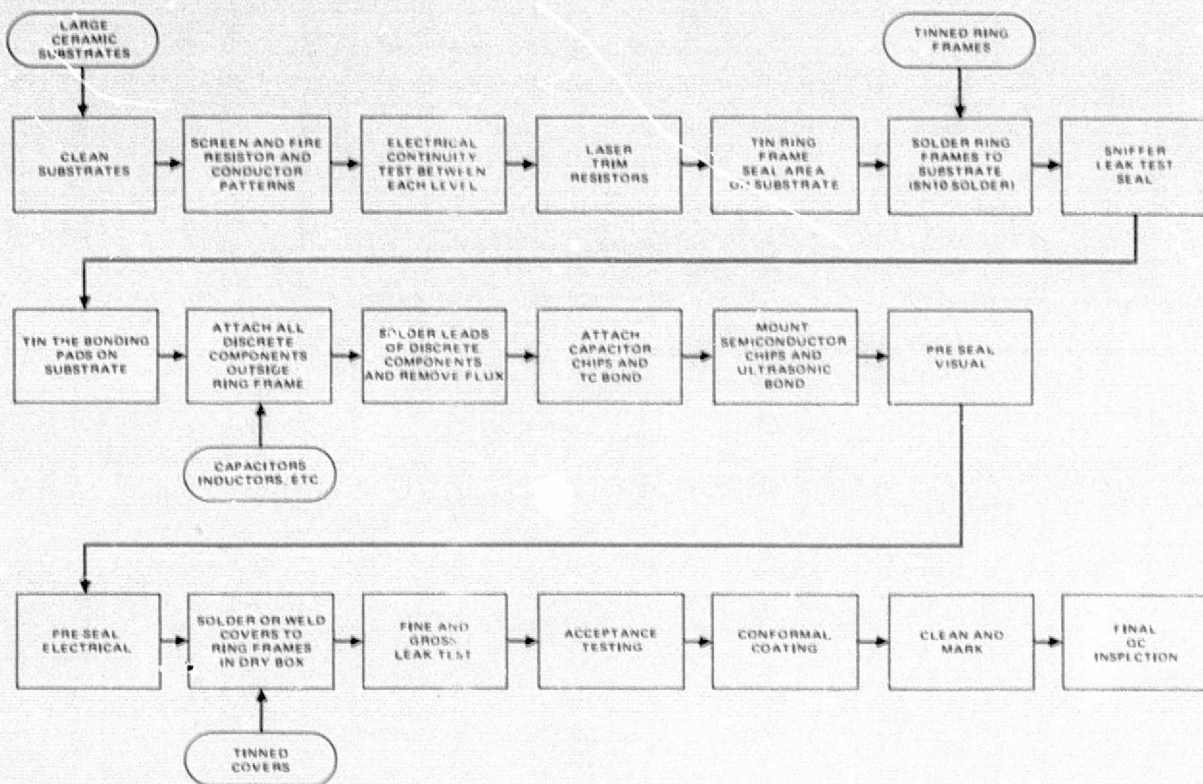 LARGE
CERAMIC
SUBSTRATES
TINNED RING
FRAMES
CLEAN
SUBSTRATES
SCREEN AND FIRE
RESISTOR AND
CONDUCTOR
PATTERNS
ELECTRICAL
CONTINUITY
TEST BETWEEN
EACH LEVEL
LASER
TRIM
RESISTORS
TIN RING
FRAME
SEAL AREA
ON SUBSTRATE
SOLDER RING
FRAMES TO
SUBSTRATE
(SN10 SOLDER)
SNIFFER
LEAK TEST
SEAL
TIN THE BONDING
PADS ON
SUBSTRATE
ATTACH ALL
DISCRETE
COMPONENTS
OUTSIDE
RING FRAME
SOLDER LEADS
OF DISCRETE
COMPONENTS
AND REMOVE FLUX
ATTACH
CAPACITOR
CHIPS AND
TC BOND
MOUNT
SEMICONDUCTOR
CHIPS AND
ULTRASONIC
BOND
PRE SEAL
VISUAL
CAPACITORS
INDUCTORS, ETC
PRE-SEAL
ELECTRICAL
SOLDER OR WELD
COVERS TO
RING FRAMES
IN DRY BOX
FINE AND
GROSS
LEAK TEST
ACCEPTANCE
TESTING
CONFORMAL
COATING
CLEAN AND
MARK
FINAL
QC
INSPECTION
TINNED
COVERS